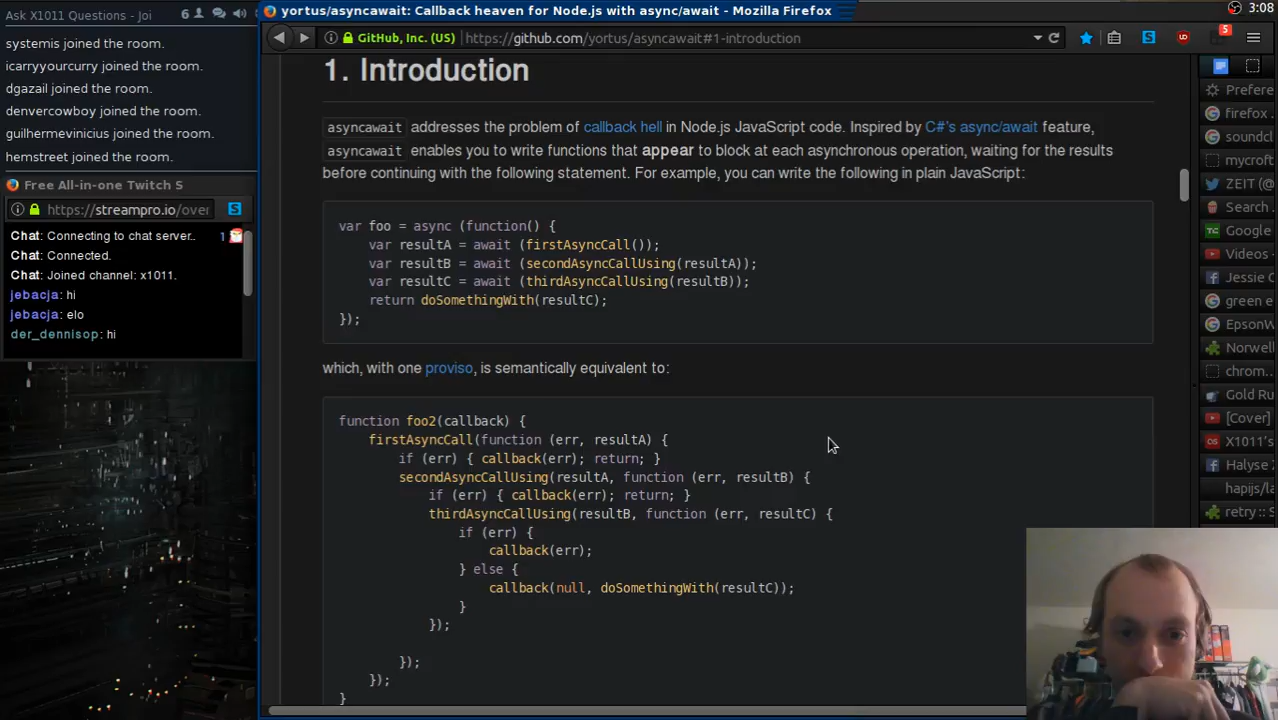 Ask X1011 Questions - Joi
6
systemis joined the room.
icarryyourcurry joined the room.
dgazail joined the room.
denvercowboy joined the room.
guilhermevinicius joined the room.
hemstreet joined the room.
Free All-in-one Twitch S
https://streampro.io/over
Chat: Connecting to chat server..
1
Chat: Connected.
Chat: Joined channel: x1011.
jebacja: hi
jebacja: elo
der_dennisop: hi
yortus/asyncawait: Callback heaven for Node.js with async/await - Mozilla Firefox
3:08
GitHub, Inc. (US)
https://github.com/yortus/asyncawait#1-introduction
5
1. Introduction
asyncawait addresses the problem of callback hell in Node.js JavaScript code. Inspired by C#'s async/await feature,
asyncawait enables you to write functions that appear to block at each asynchronous operation, waiting for the results
before continuing with the following statement. For example, you can write the following in plain JavaScript:
var foo = async (function() {
var resultA = await (firstAsyncCall());
var resultB = await (secondAsyncCallUsing(resultA));
var resultC = await (thirdAsyncCallUsing(resultB));
return doSomethingWith(resultC);
});
which, with one proviso, is semantically equivalent to:
function foo2(callback) {
firstAsyncCall(function (err, resultA) {
if (err) { callback(err); return; }
secondAsyncCallUsing(resultA, function (err, resultB) {
if (err) { callback(err); return; }
thirdAsyncCallUsing(resultB, function (err, resultC) {
if (err) {
callback(err);
} else {
callback(null, doSomethingWith(resultC));
}
});
});
});
}
Prefere
firefox
soundcl
mycroft
ZEIT (@
Search
Google
Videos -
Jessie C
green e
EpsonW
Norwell
chrom...
Gold Ru
[Cover]
X1011's
Halyse Z
hapijs/la
retry :: S